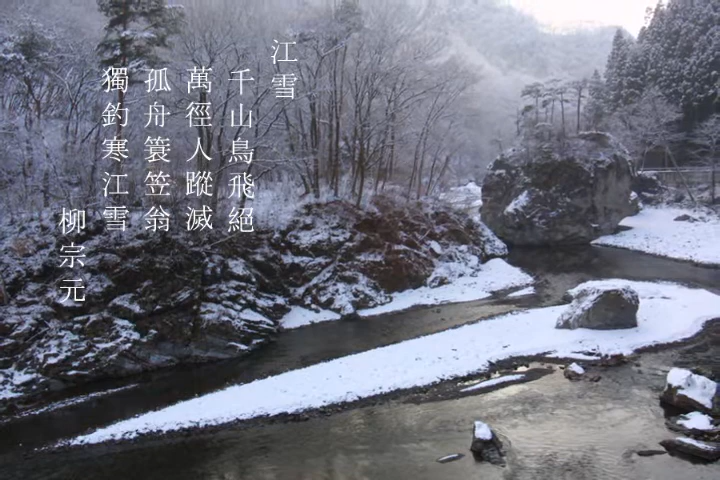 江雪
千山鳥飛絕
萬徑人蹤滅
孤舟簑笠翁
獨釣寒江雪
柳宗元